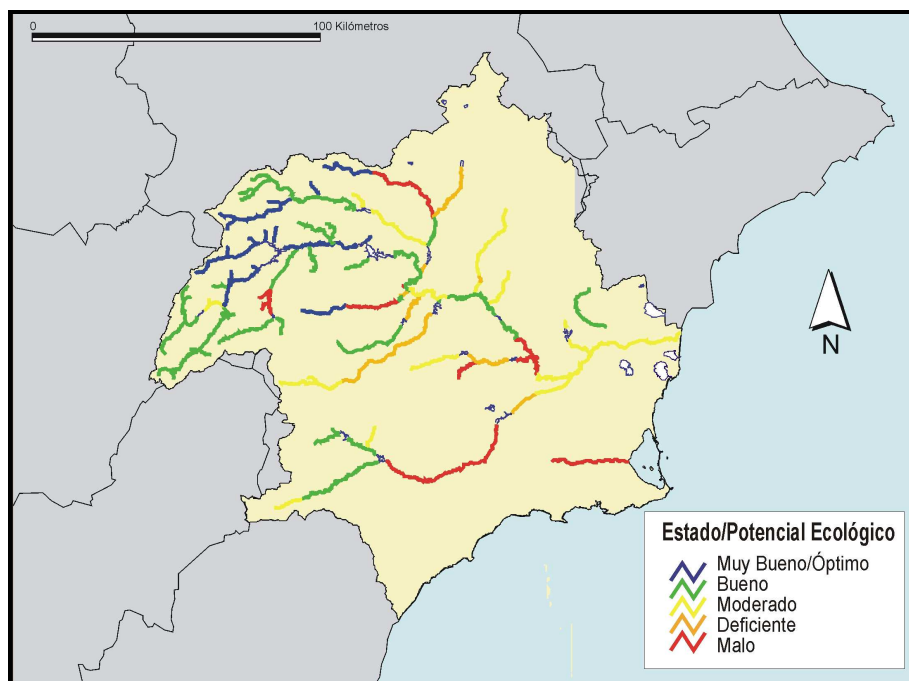 0 100 Kilómetros
N
Estado/Potencial Ecológico
Muy Bueno/Óptimo
Bueno
Moderado
Deficiente
Malo